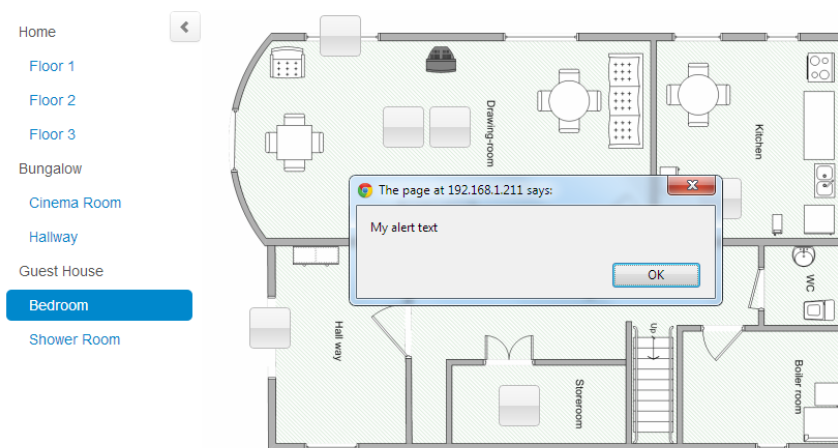 Home
Floor 1
Floor 2
Floor 3
Bungalow
Cinema Room
Hallway
Guest House
Bedroom
Shower Room
Drawing-room
Kitchen
The page at 192.168.1.211 says:
My alert text
OK
WC
Hall way
Up
Storeroom
Boiler room